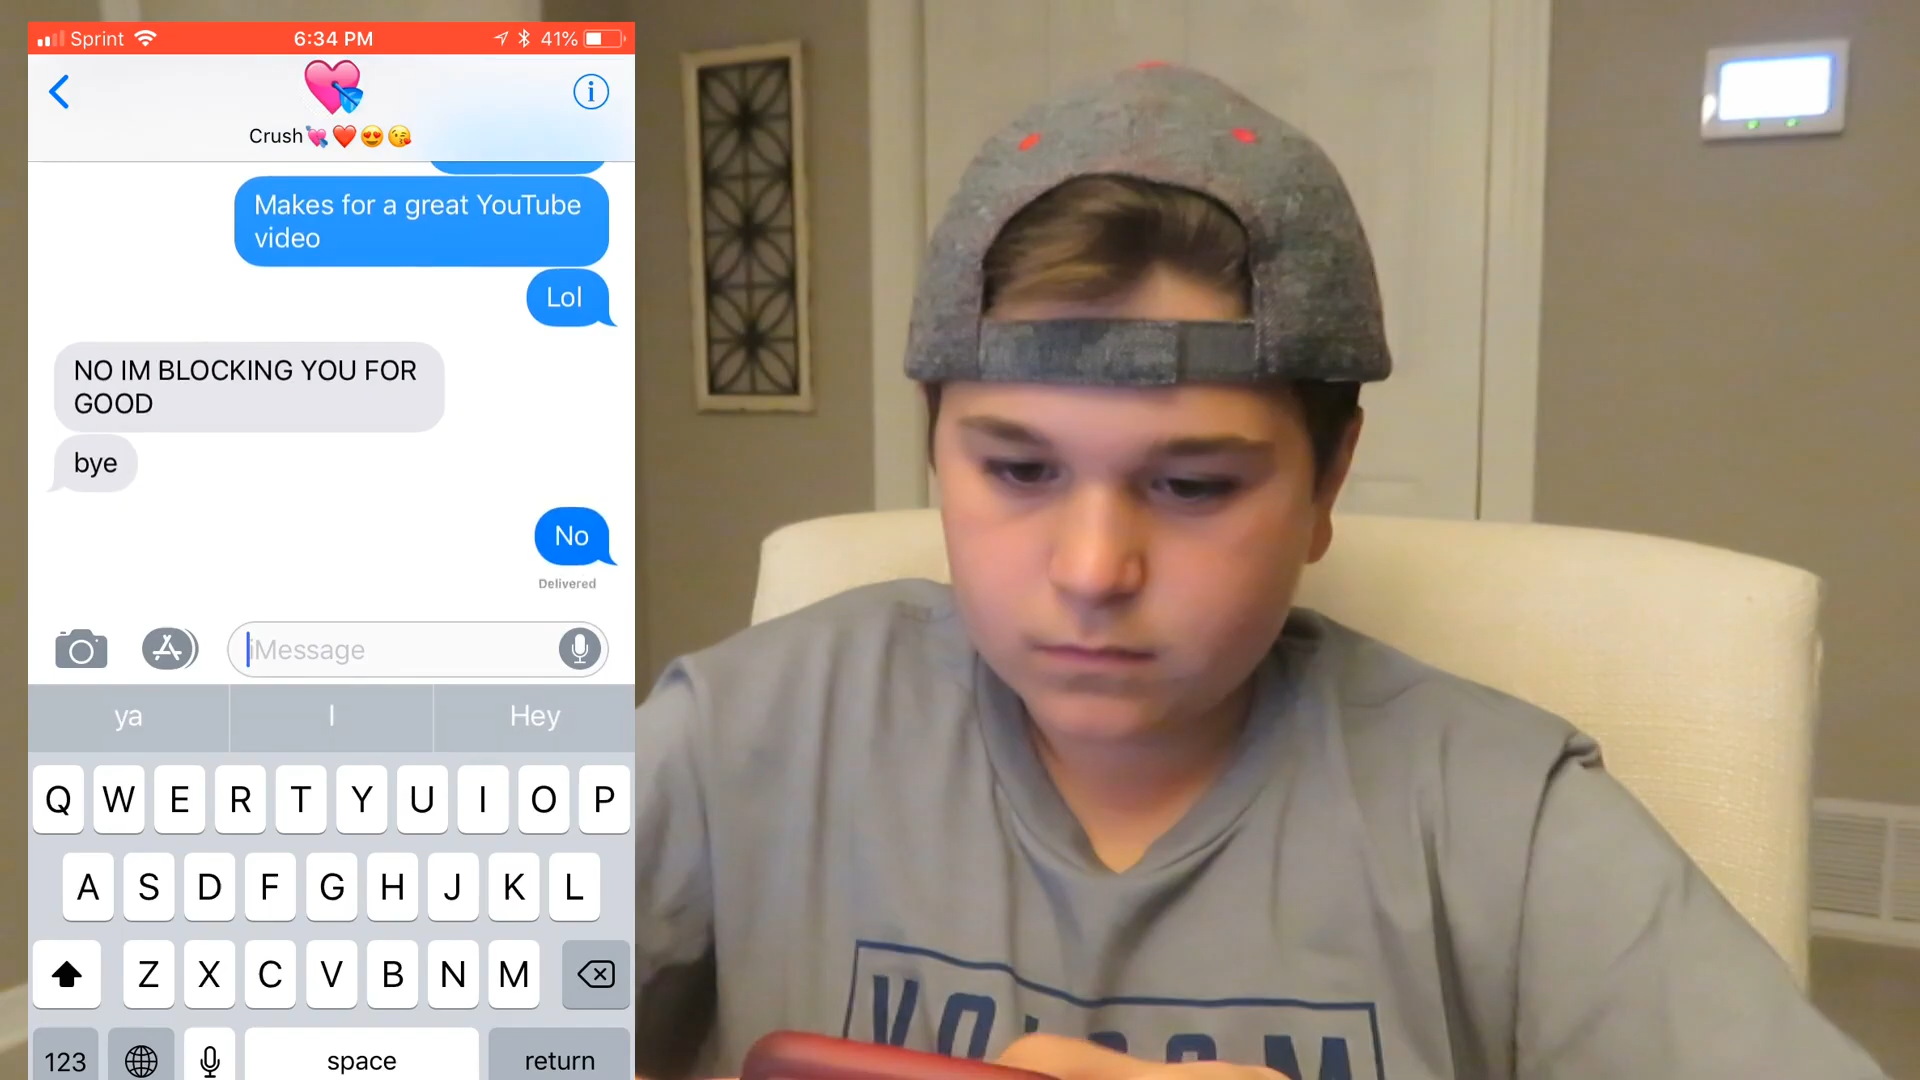 Sprint 6:34 PM 41%
Crush💘❤️😍😘
Makes for a great YouTube
video
Lol
NO IM BLOCKING YOU FOR
GOOD
bye
No
Delivered
iMessage
ya I Hey
Q W E R T Y U I O P
A S D F G H J K L
Z X C V B N M
123 space return
VOLCOM